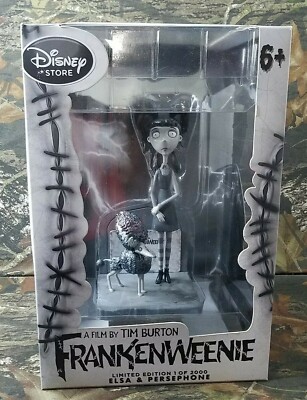 Disney
STORE
6+
A FILM BY TIM BURTON
FRANKENWEENIE
LIMITED EDITION 1 OF 2000
ELSA & PERSEPHONE